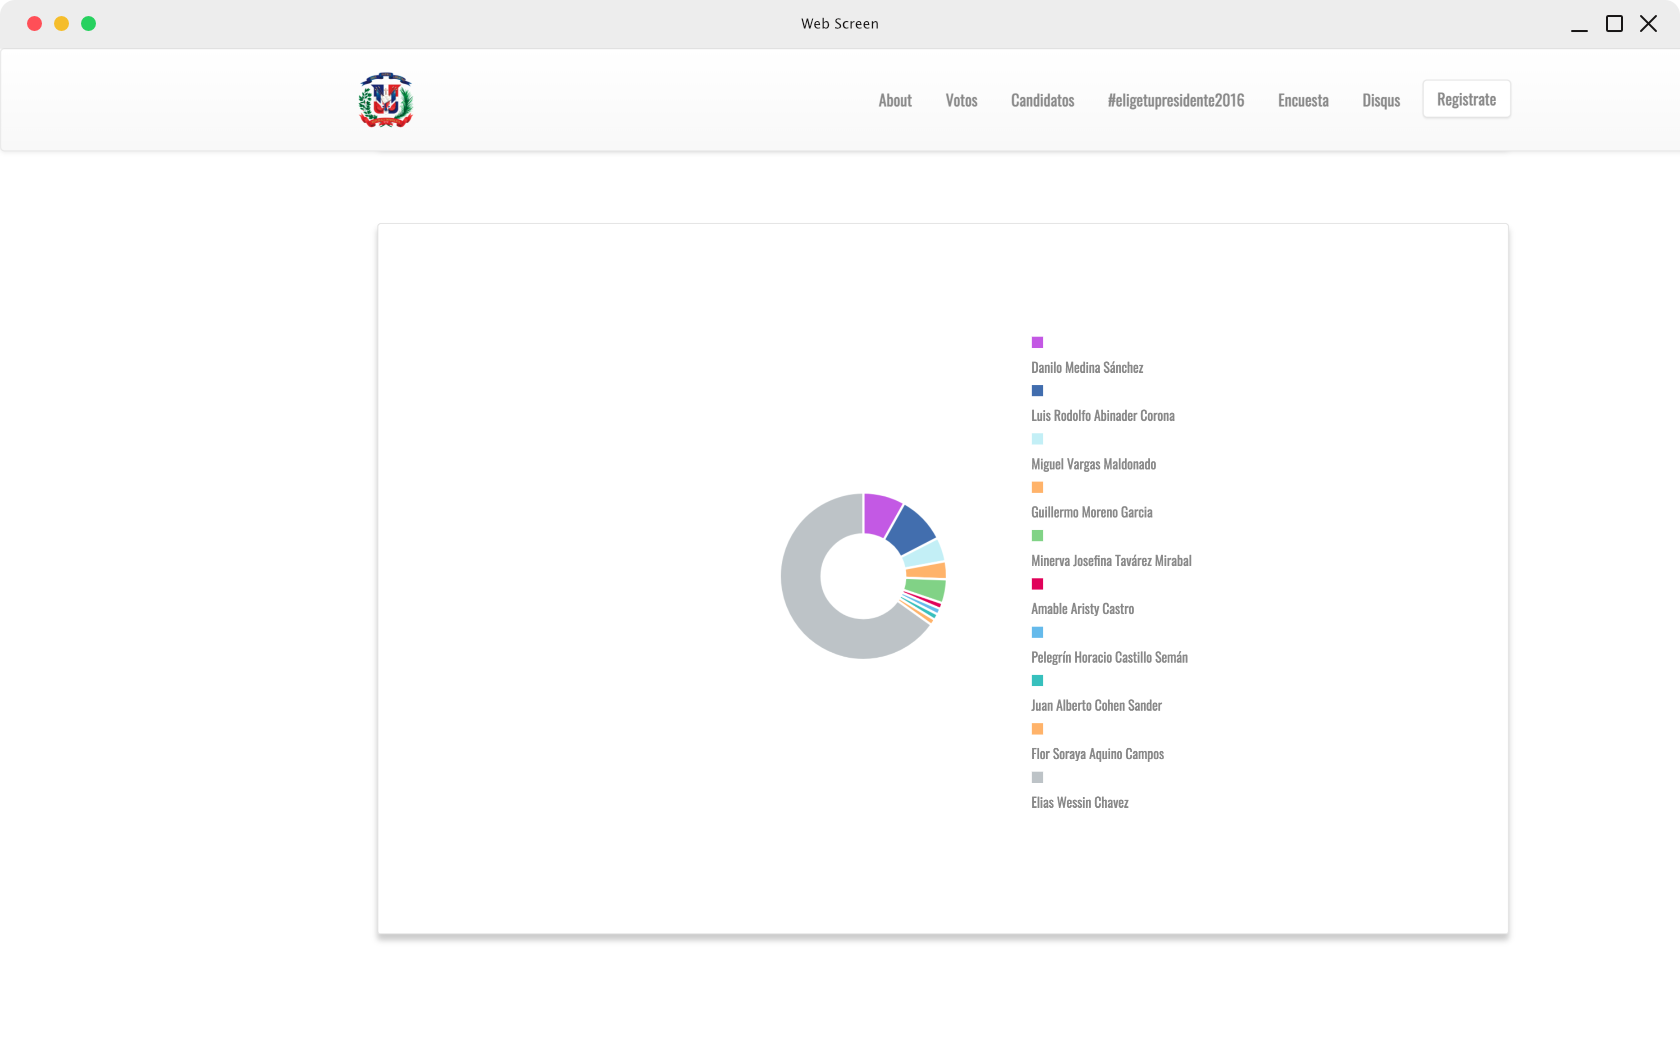 Web Screen
About
Votos
Candidatos
#eligetupresidente2016
Encuesta
Disqus
Registrate
Danilo Medina Sánchez
Luis Rodolfo Abinader Corona
Miguel Vargas Maldonado
Guillermo Moreno Garcia
Minerva Josefina Tavárez Mirabal
Amable Aristy Castro
Pelegrín Horacio Castillo Semán
Juan Alberto Cohen Sander
Flor Soraya Aquino Campos
Elias Wessin Chavez